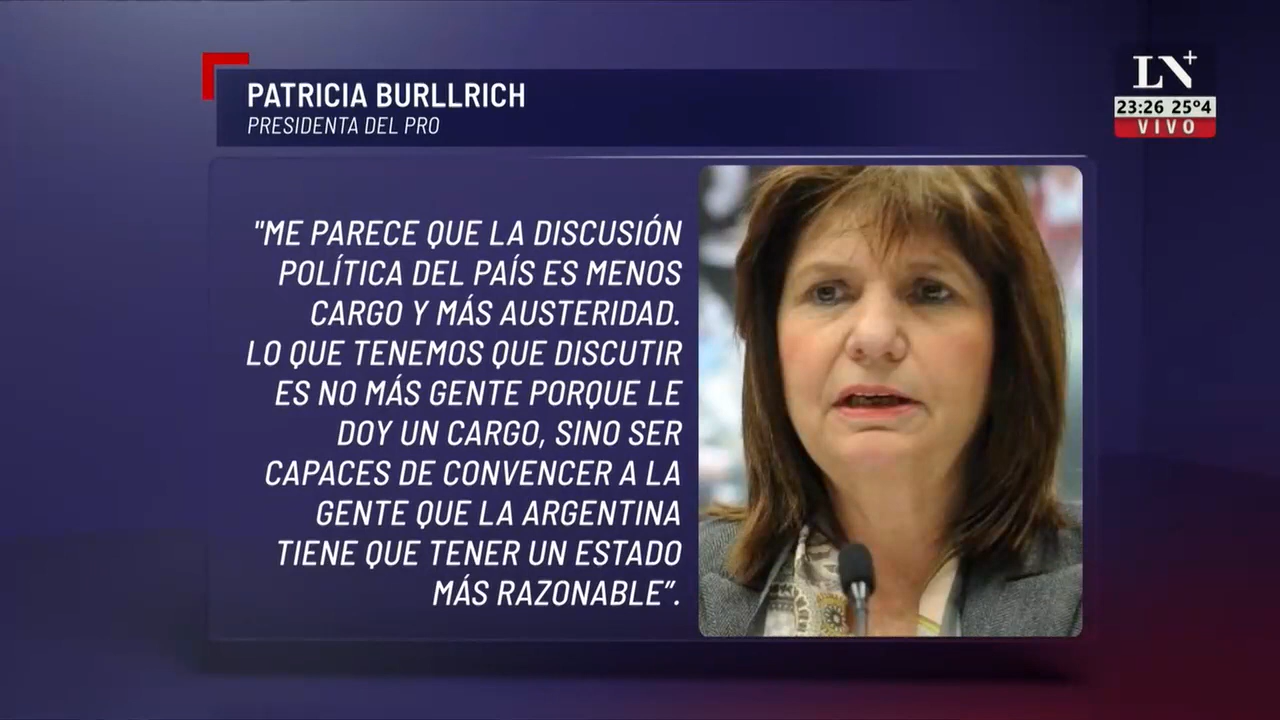 PATRICIA BURLLRICH
PRESIDENTA DEL PRO
LN+
23:26 25º4
VIVO
"ME PARECE QUE LA DISCUSIÓN
POLÍTICA DEL PAÍS ES MENOS
CARGO Y MÁS AUSTERIDAD.
LO QUE TENEMOS QUE DISCUTIR
ES NO MÁS GENTE PORQUE LE
DOY UN CARGO, SINO SER
CAPACES DE CONVENCER A LA
GENTE QUE LA ARGENTINA
TIENE QUE TENER UN ESTADO
MÁS RAZONABLE”.